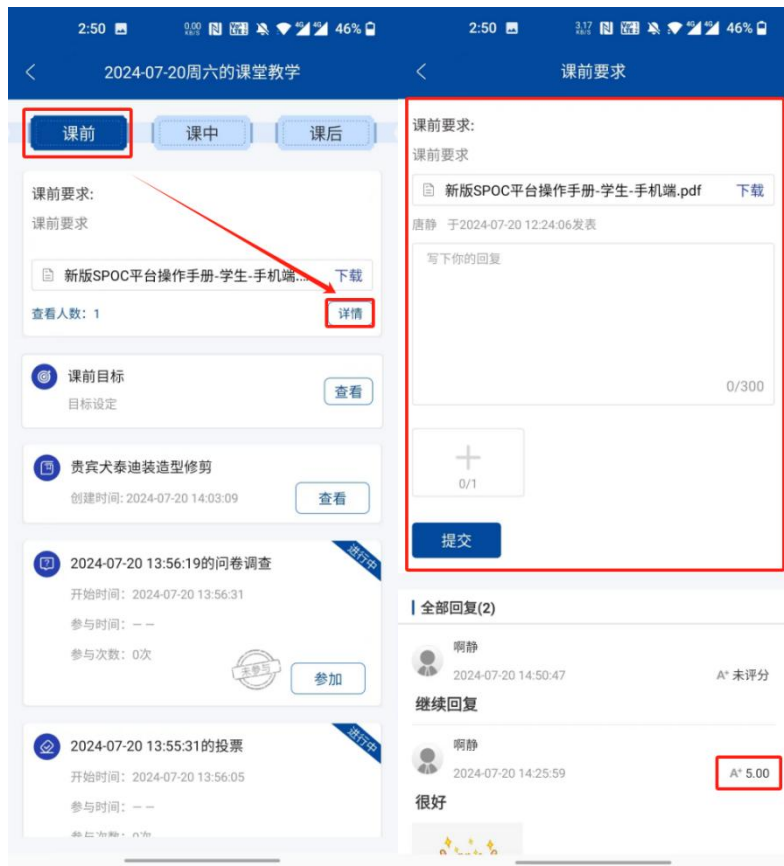 2:50
0.00 KB/S
46%
2024-07-20周六的课堂教学
课前
课中
课后
课前要求:
课前要求
新版SPOC平台操作手册-学生-手机端....
下载
查看人数: 1
详情
课前目标
目标设定
查看
贵宾犬泰迪装造型修剪
创建时间: 2024-07-20 14:03:09
查看
2024-07-20 13:56:19的问卷调查
进行中
开始时间: 2024-07-20 13:56:31
参与时间: — —
参与次数: 0次
未参与
参加
2024-07-20 13:55:31的投票
进行中
开始时间: 2024-07-20 13:56:05
参与时间: — —
参与次数: 0次
2:50
3.17 KB/S
46%
课前要求
课前要求:
课前要求
新版SPOC平台操作手册-学生-手机端.pdf
下载
唐静 于2024-07-20 12:24:06发表
写下你的回复
0/300
0/1
提交
全部回复(2)
啊静
2024-07-20 14:50:47
A⁺ 未评分
继续回复
啊静
2024-07-20 14:25:59
A⁺ 5.00
很好